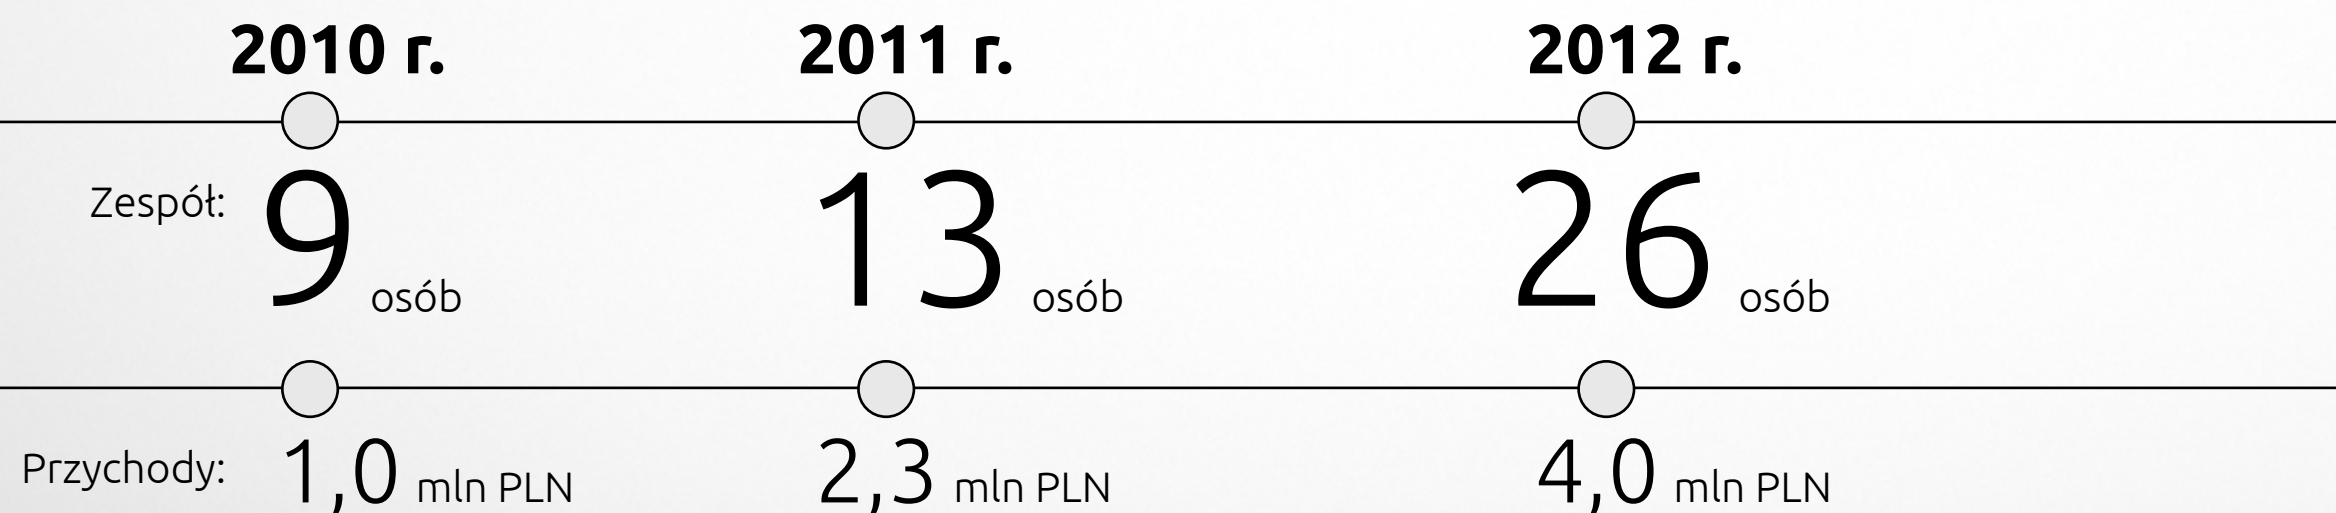 2010 r. 2011 r. 2012 r.
Zespół: 9 osób 13 osób 26 osób
Przychody: 1,0 mln PLN 2,3 mln PLN 4,0 mln PLN